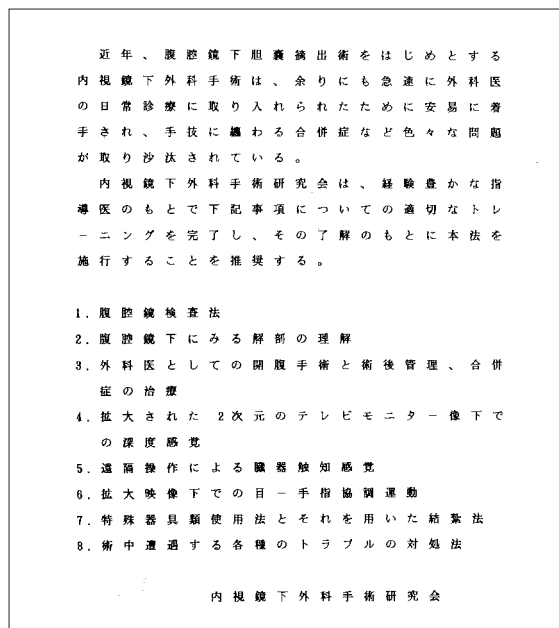 近年、腹腔鏡下胆嚢摘出術をはじめとする
内視鏡下外科手術は、余りにも急速に外科医
の日常診療に取り入れられたために安易に着
手され、手技に纏わる合併症など色々な問題
が取り沙汰されている。
内視鏡下外科手術研究会は、経験豊かな指
導医のもとで下記事項についての適切なトレ
ーニングを完了し、その了解のもとに本法を
施行することを推奨する。
1．腹腔鏡検査法
2．腹腔鏡下にみる解剖の理解
3．外科医としての開腹手術と術後管理、合併
症の治療
4．拡大された 2次元のテレビモニター像下で
の深度感覚
5．遠隔操作による臓器触知感覚
6．拡大映像下での目－手指協調運動
7．特殊器具類使用法とそれを用いた結紮法
8．術中遭遇する各種のトラブルの対処法
内視鏡下外科手術研究会